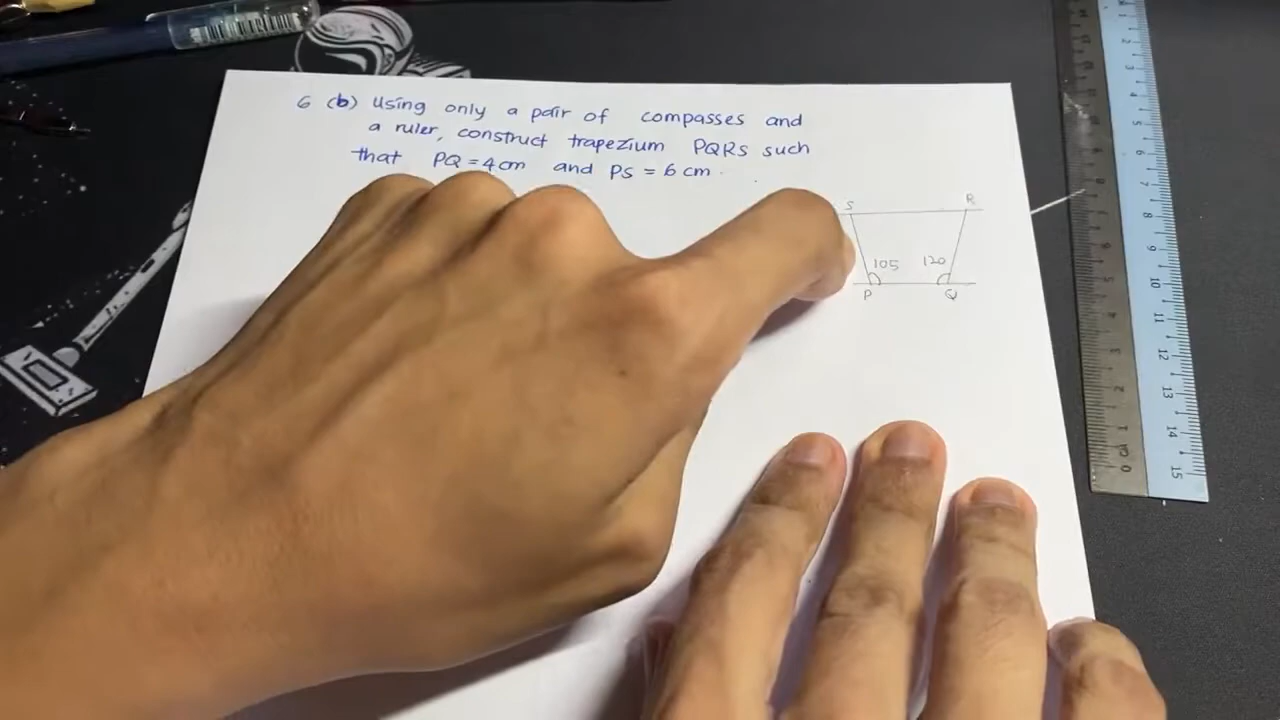 6 (b) Using only a pair of compasses and
a ruler, construct trapezium PQRS such
that PQ = 4 cm and PS = 6 cm.
S R
105 120
P Q